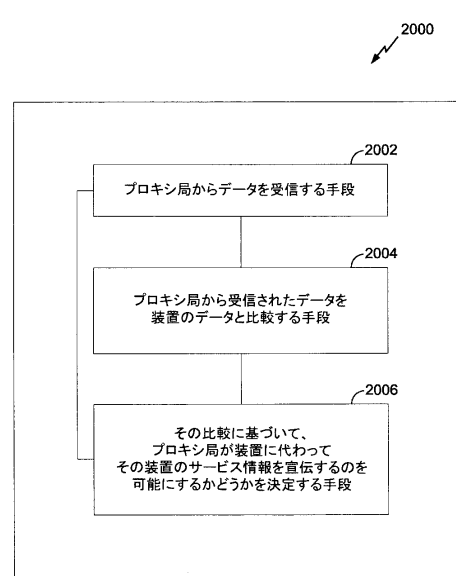 2000
2002
プロキシ局からデータを受信する手段
2004
プロキシ局から受信されたデータを
装置のデータと比較する手段
2006
その比較に基づいて、
プロキシ局が装置に代わって
その装置のサービス情報を宣伝するのを
可能にするかどうかを決定する手段